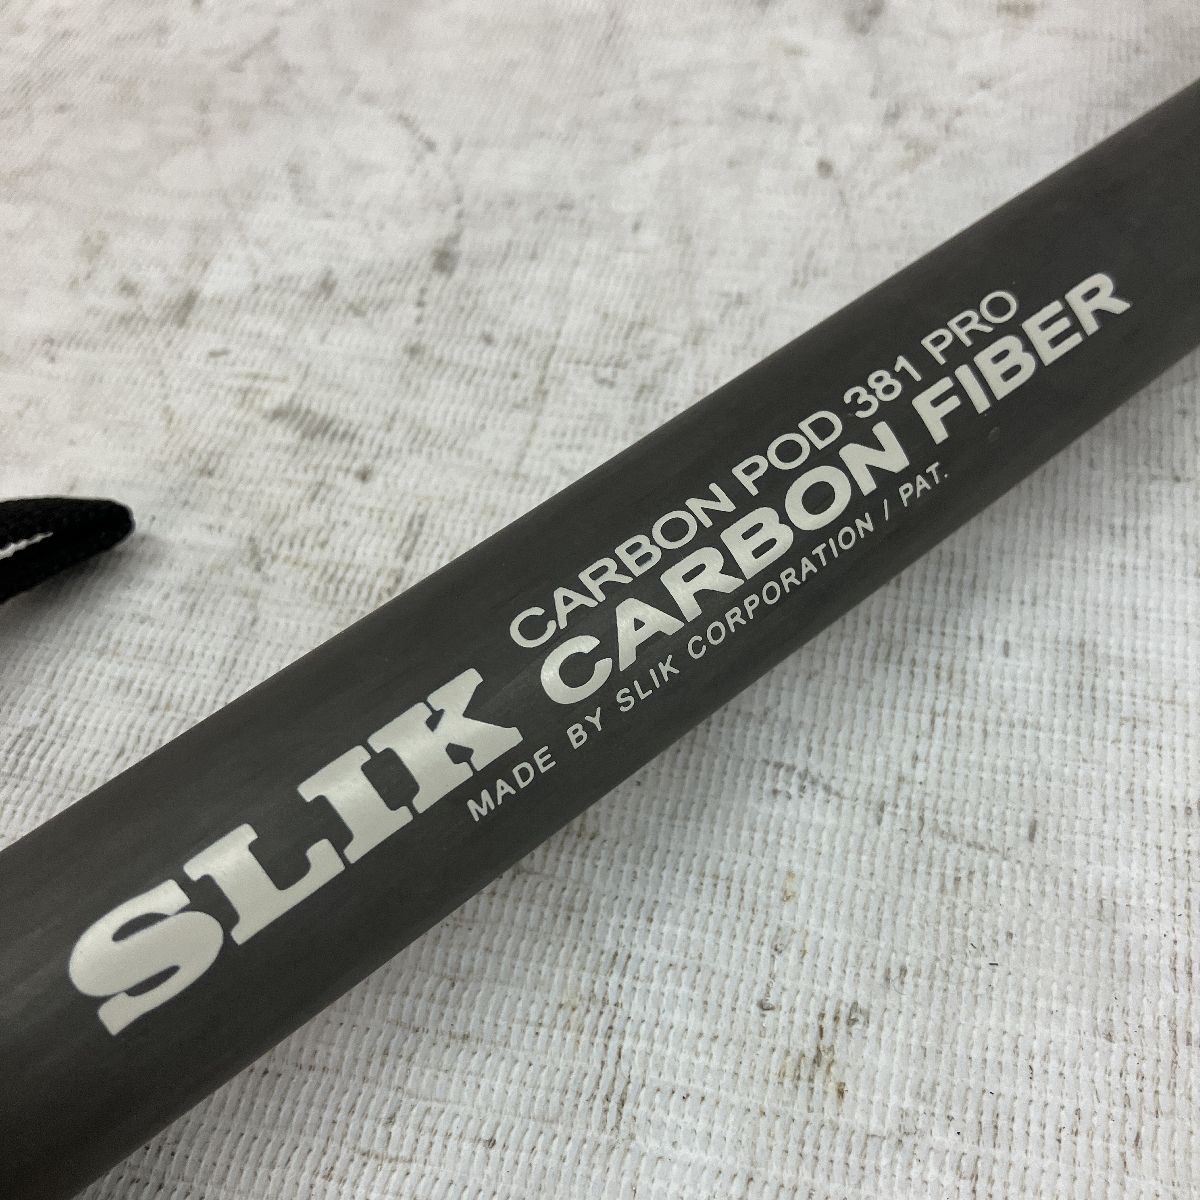 SLIK
CARBON POD 381 PRO
CARBON FIBER
MADE BY SLIK CORPORATION / PAT.